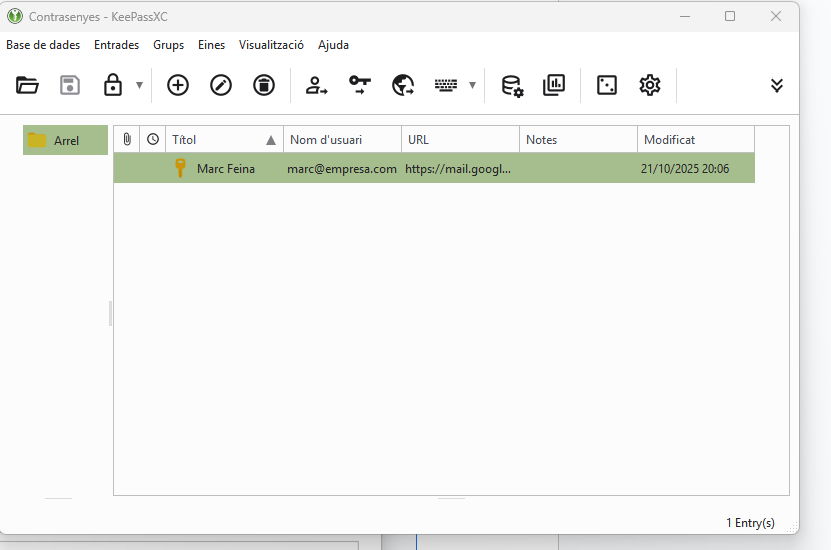 Contrasenyes - KeePassXC
Base de dades Entrades Grups Eines Visualització Ajuda
Arrel
Títol Nom d'usuari URL Notes Modificat
Marc Feina marc@empresa.com https://mail.googl... 21/10/2025 20:06
1 Entry(s)